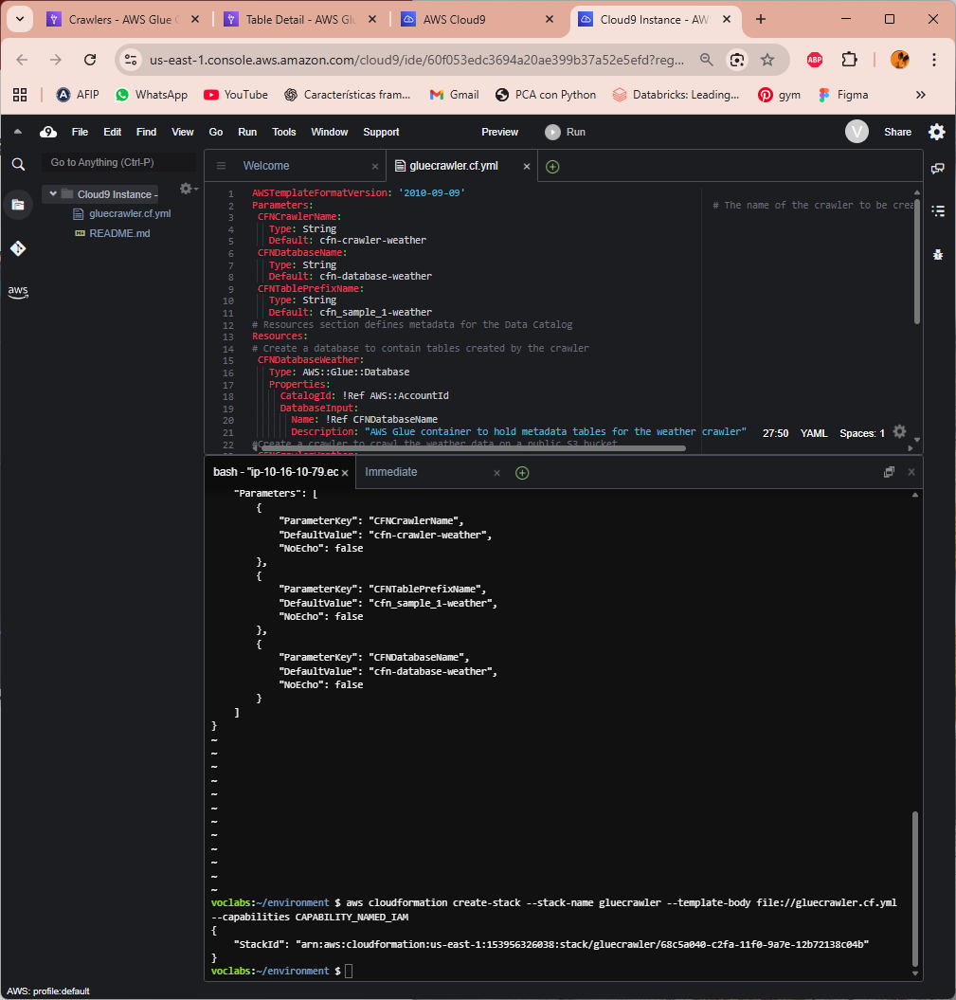 Crawlers - AWS Glue C
Table Detail - AWS Glu
AWS Cloud9
Cloud9 Instance - AW
us-east-1.console.aws.amazon.com/cloud9/ide/60f053edc3694a20ae399b37a52e5efd?reg...
ABP
AFIP
WhatsApp
YouTube
Características fram...
Gmail
PCA con Python
Databricks: Leading...
gym
Figma
9 File Edit Find View Go Run Tools Window Support Preview Run V Share
Go to Anything (Ctrl-P)
Welcome
gluecrawler.cf.yml
Cloud9 Instance -
gluecrawler.cf.yml
README.md
aws
1 AWSTemplateFormatVersion: '2010-09-09'
2 Parameters: # The name of the crawler to be crea
3 CFNCrawlerName:
4 Type: String
5 Default: cfn-crawler-weather
6 CFNDatabaseName:
7 Type: String
8 Default: cfn-database-weather
9 CFNTablePrefixName:
10 Type: String
11 Default: cfn_sample_1-weather
12 # Resources section defines metadata for the Data Catalog
13 Resources:
14 # Create a database to contain tables created by the crawler
15 CFNDatabaseWeather:
16 Type: AWS::Glue::Database
17 Properties:
18 CatalogId: !Ref AWS::AccountId
19 DatabaseInput:
20 Name: !Ref CFNDatabaseName
21 Description: "AWS Glue container to hold metadata tables for the weather crawler"
22 #Create a crawler to crawl the weather data on a public S3 bucket
27:50 YAML Spaces: 1
bash - "ip-10-16-10-79.ec
Immediate
"Parameters": [
{
"ParameterKey": "CFNCrawlerName",
"DefaultValue": "cfn-crawler-weather",
"NoEcho": false
},
{
"ParameterKey": "CFNTablePrefixName",
"DefaultValue": "cfn_sample_1-weather",
"NoEcho": false
},
{
"ParameterKey": "CFNDatabaseName",
"DefaultValue": "cfn-database-weather",
"NoEcho": false
}
]
}
~
~
~
~
~
~
~
~
~
~
~
~
voclabs:~/environment $ aws cloudformation create-stack --stack-name gluecrawler --template-body file://gluecrawler.cf.yml
--capabilities CAPABILITY_NAMED_IAM
{
"StackId": "arn:aws:cloudformation:us-east-1:153956326038:stack/gluecrawler/68c5a040-c2fa-11f0-9a7e-12b72138c04b"
}
voclabs:~/environment $
AWS: profile:default